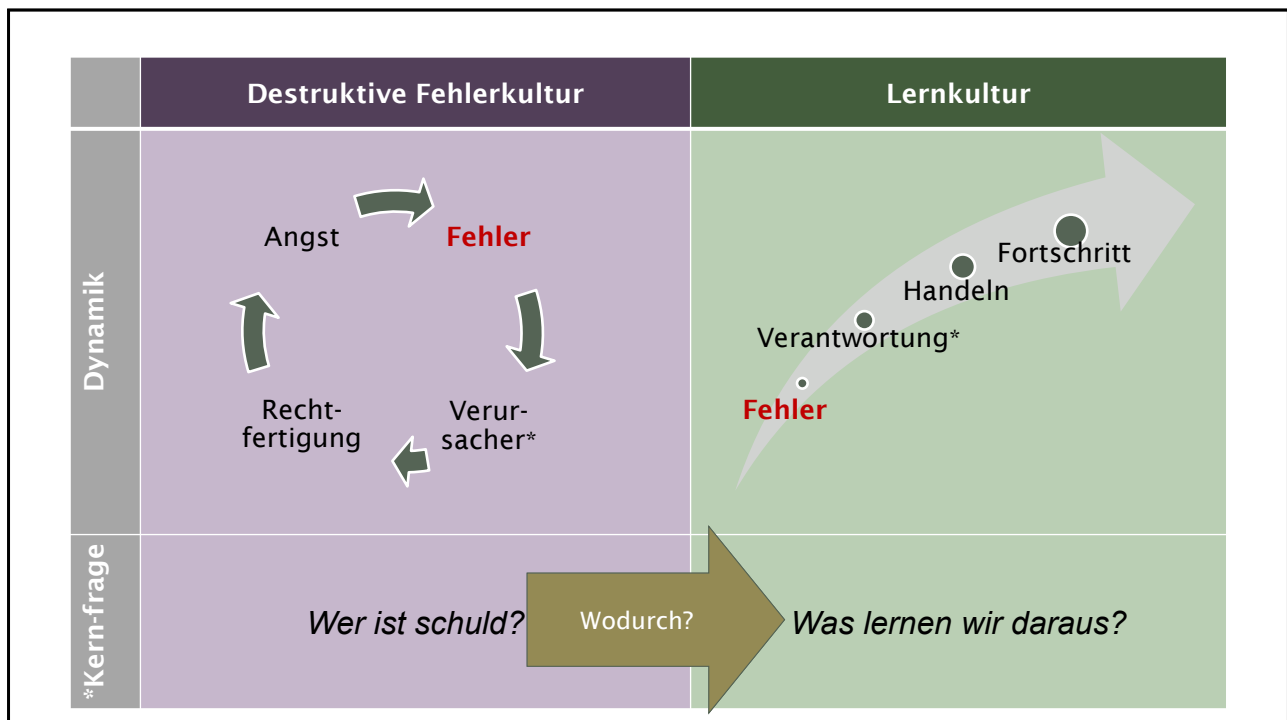 Destruktive Fehlerkultur
Lernkultur
Dynamik
Angst
Fehler
Recht-
fertigung
Verur-
sacher*
Fortschritt
Handeln
Verantwortung*
Fehler
*Kern-frage
Wer ist schuld?
Wodurch?
Was lernen wir daraus?